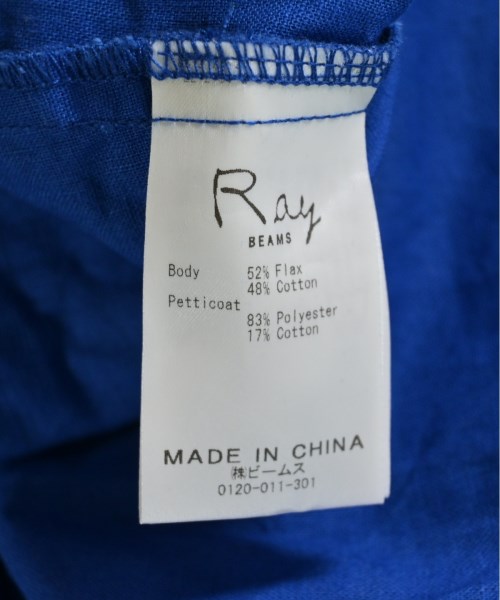 Ray
BEAMS
Body 52% Flax
48% Cotton
Petticoat
83% Polyester
17% Cotton
MADE IN CHINA
㈱ビームス
0120-011-301